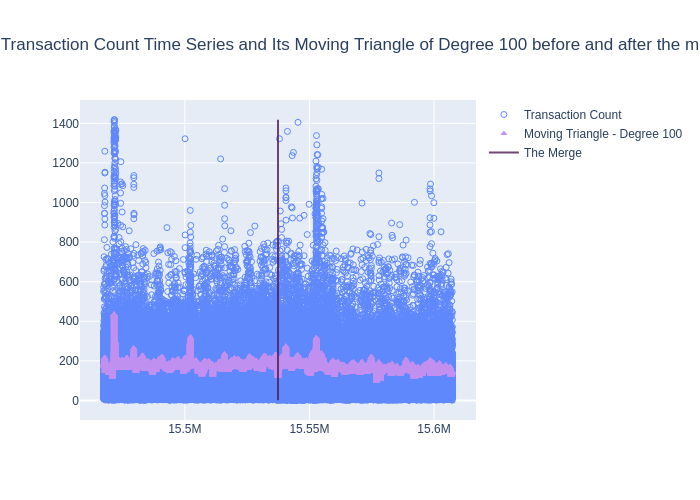 Transaction Count Time Series and Its Moving Triangle of Degree 100 before and after the m
1400
1200
1000
800
600
400
200
0
15.5M
15.55M
15.6M
Transaction Count
Moving Triangle - Degree 100
The Merge